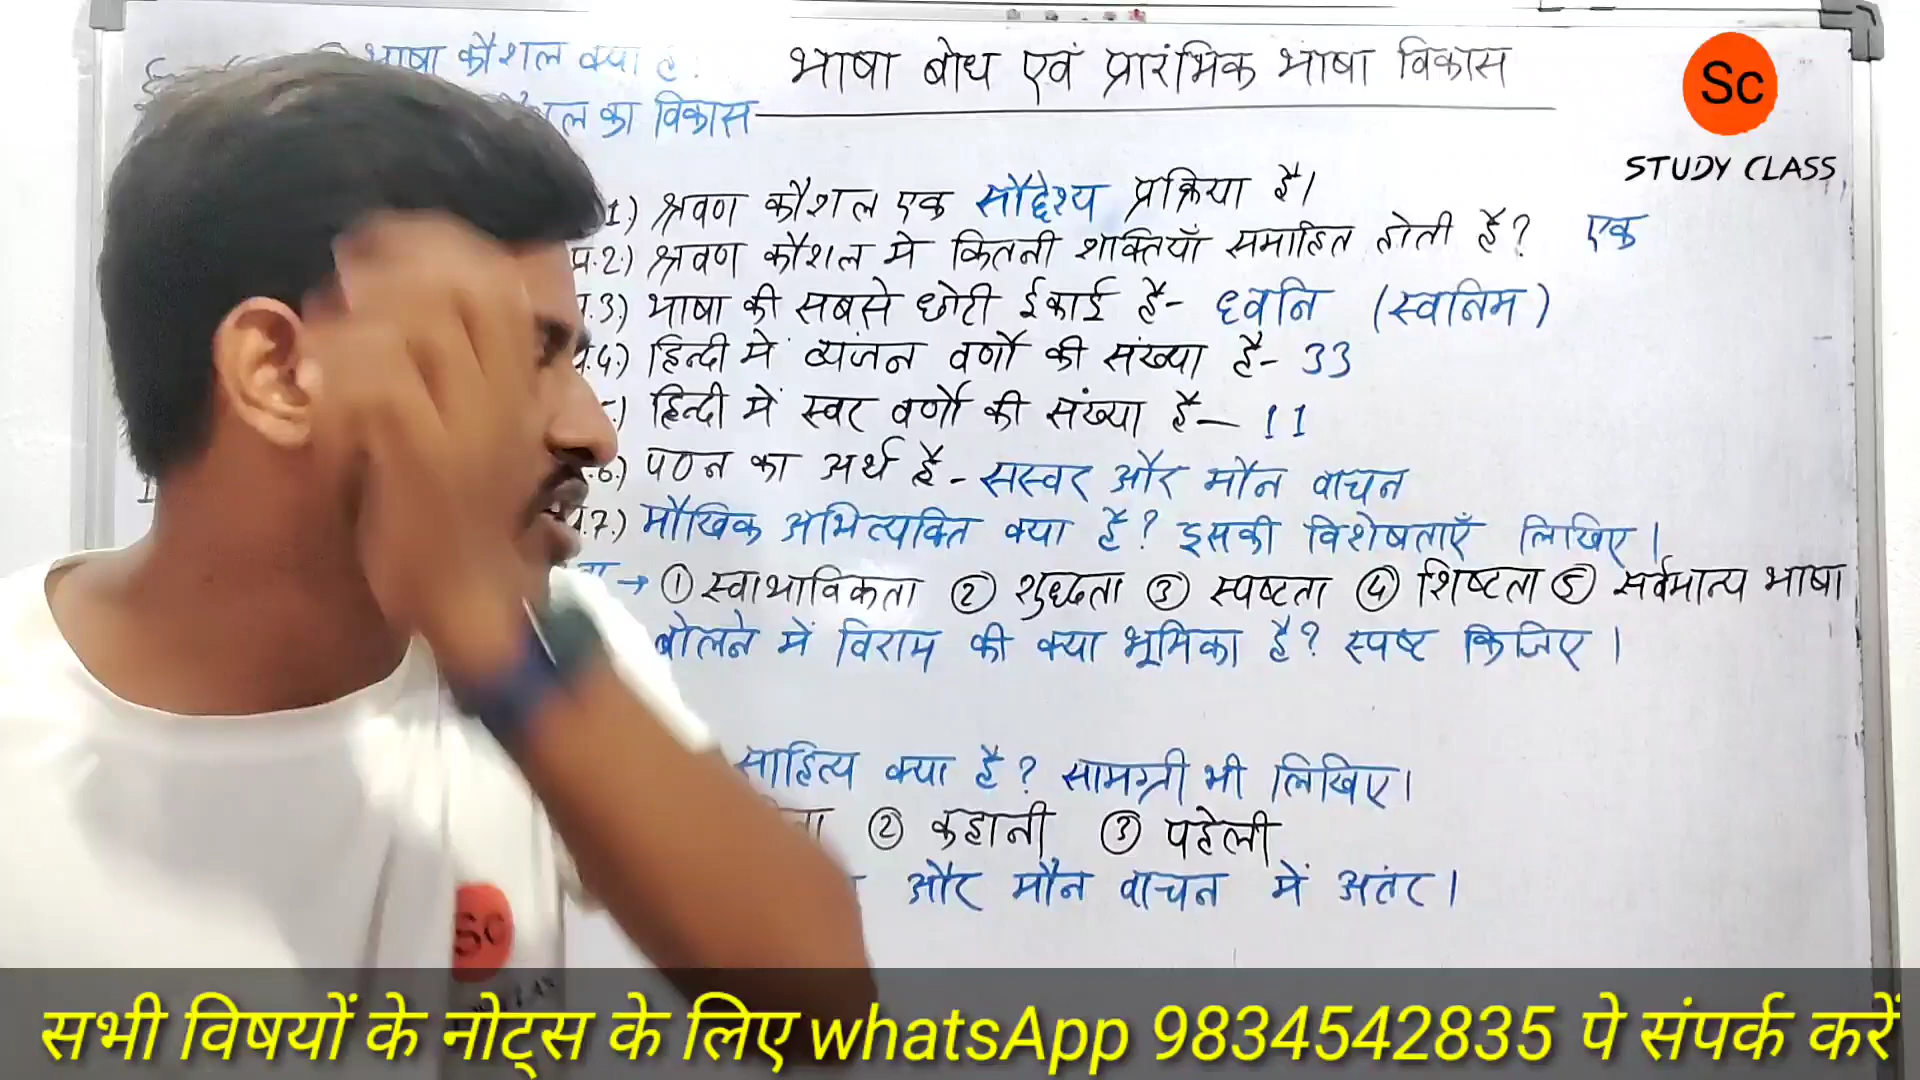 भाषा कौशल क्या है
का विकास
भाषा बोध एवं प्रारंभिक भाषा विकास
Sc
STUDY CLASS
1.) श्रवण कौशल एक सौद्देश्य प्रक्रिया है।
प्र.2.) श्रवण कौशल मे कितनी शक्तियाँ समाहित होती है? एक
.3.) भाषा की सबसे छोटी ईकाई है- ध्वनि (स्वनिम)
.4.) हिन्दी में व्यंजन वर्णों की संख्या है- 33
हिन्दी में स्वर वर्णों की संख्या है- 11
.6.) पठन का अर्थ है- सस्वर और मौन वाचन
.7.) मौखिक अभिव्यक्ति क्या है? इसकी विशेषताएँ लिखिए।
→ ① स्वाभाविकता ② शुद्धता ③ स्पष्टता ④ शिष्टता ⑤ सर्वमान्य भाषा
बोलने में विराम की क्या भूमिका है? स्पष्ट किजिए।
साहित्य क्या है? सामग्री भी लिखिए।
② कहानी ③ पहेली
और मौन वाचन में अतंर।
Sc
सभी विषयों के नोट्स के लिए whatsApp 9834542835 पे संपर्क करें